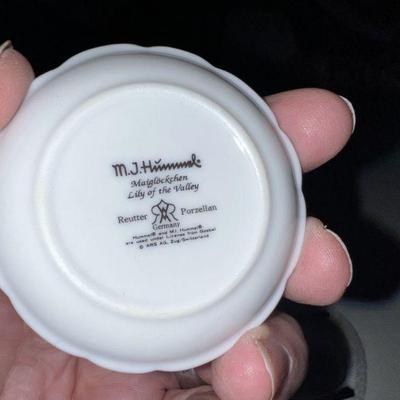 M.J.Hummel
Maiglöckchen
Lily of the Valley
Reutter Porzellan
Germany
Hummel® and M.I. Hummel®
are used under License from Goebel
© ARS AG, Zug/Switzerland